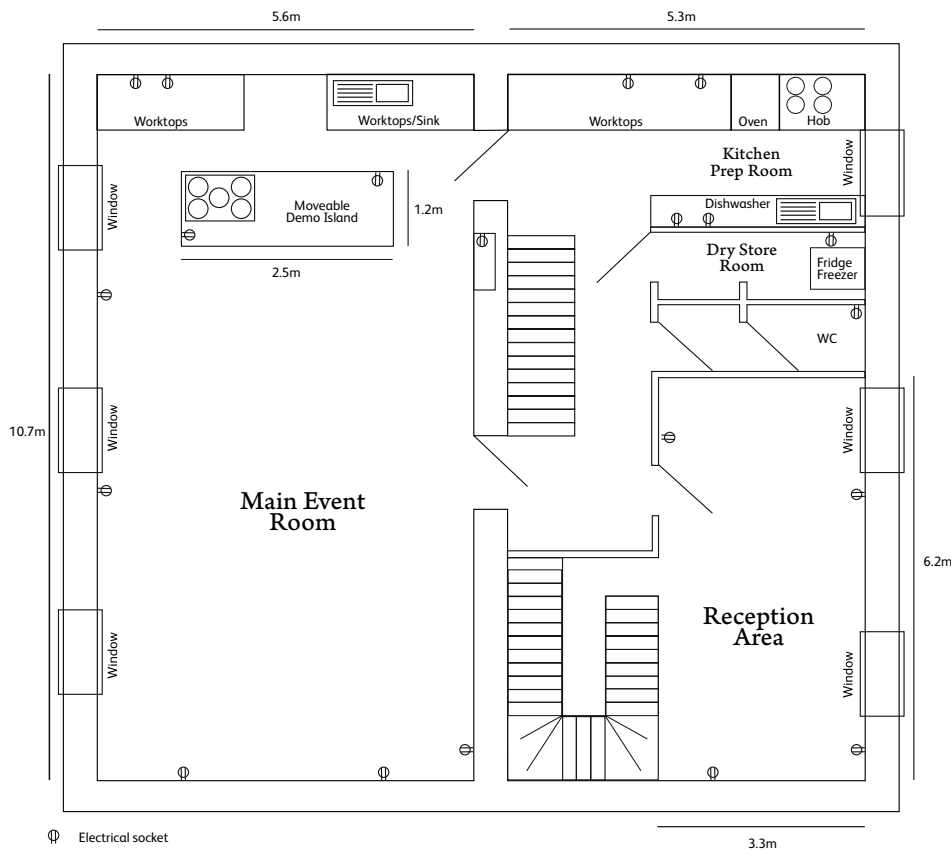 5.6m
5.3m
Worktops
Worktops/Sink
Worktops
Oven
Hob
Kitchen
Prep Room
Window
Window
Moveable
Demo Island
1.2m
Dishwasher
2.5m
Dry Store
Room
Fridge
Freezer
WC
10.7m
Window
Window
Main Event
Room
6.2m
Reception
Area
Window
Window
Electrical socket
3.3m